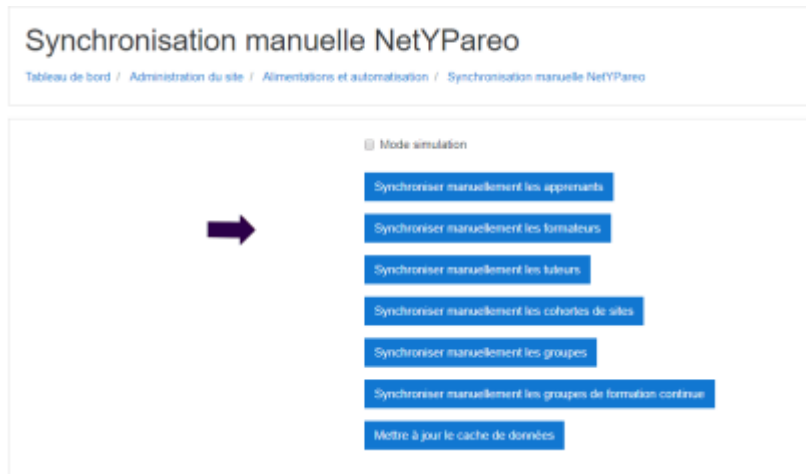 Synchronisation manuelle NetYPareo
Tableau de bord / Administration du site / Alimentations et automatisation / Synchronisation manuelle NetYPareo
Mode simulation
Synchroniser manuellement les apprenants
Synchroniser manuellement les formateurs
Synchroniser manuellement les tuteurs
Synchroniser manuellement les cohortes de sites
Synchroniser manuellement les groupes
Synchroniser manuellement les groupes de formation continue
Mettre à jour le cache de données